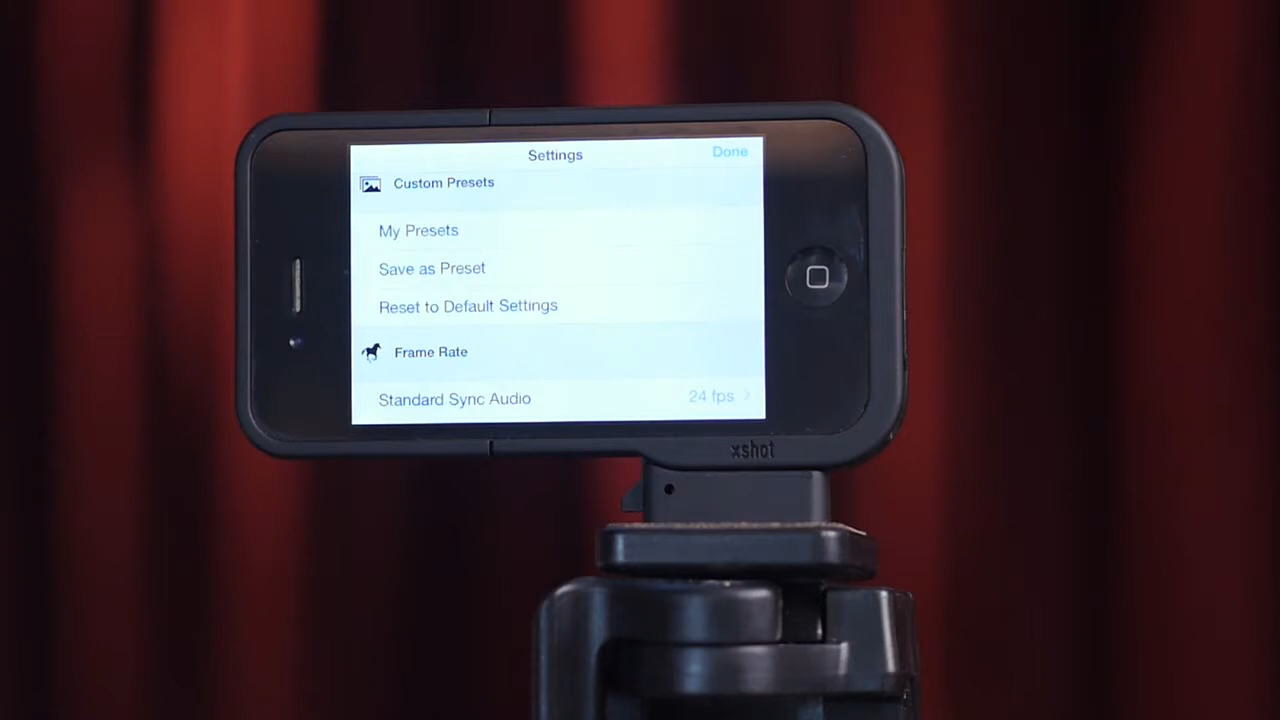 Settings
Done
Custom Presets
My Presets
Save as Preset
Reset to Default Settings
Frame Rate
Standard Sync Audio
24 fps
xshot